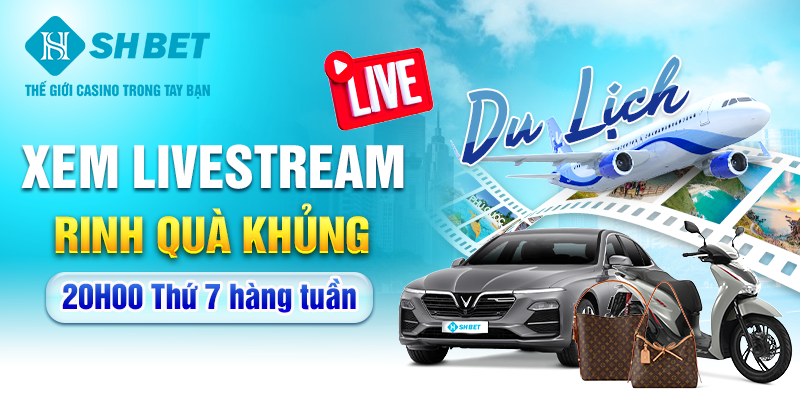 SHBET
THẾ GIỚI CASINO TRONG TAY BẠN
LIVE
Du Lịch
XEM LIVESTREAM
RINH QUÀ KHỦNG
20H00 Thứ 7 hàng tuần
SHBET